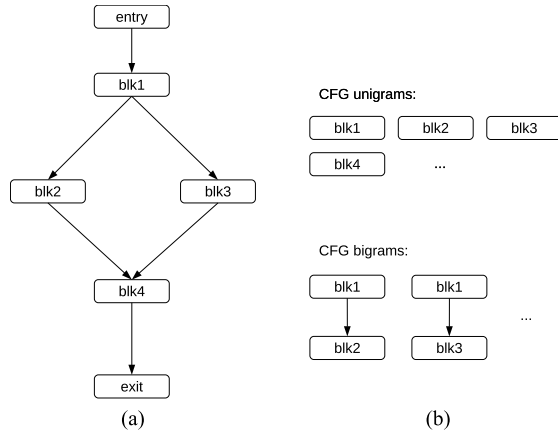 entry
blk1
blk2 blk3
blk4
exit
(a)
CFG unigrams:
blk1 blk2 blk3
blk4 ...
CFG bigrams:
blk1 blk1
...
blk2 blk3
(b)